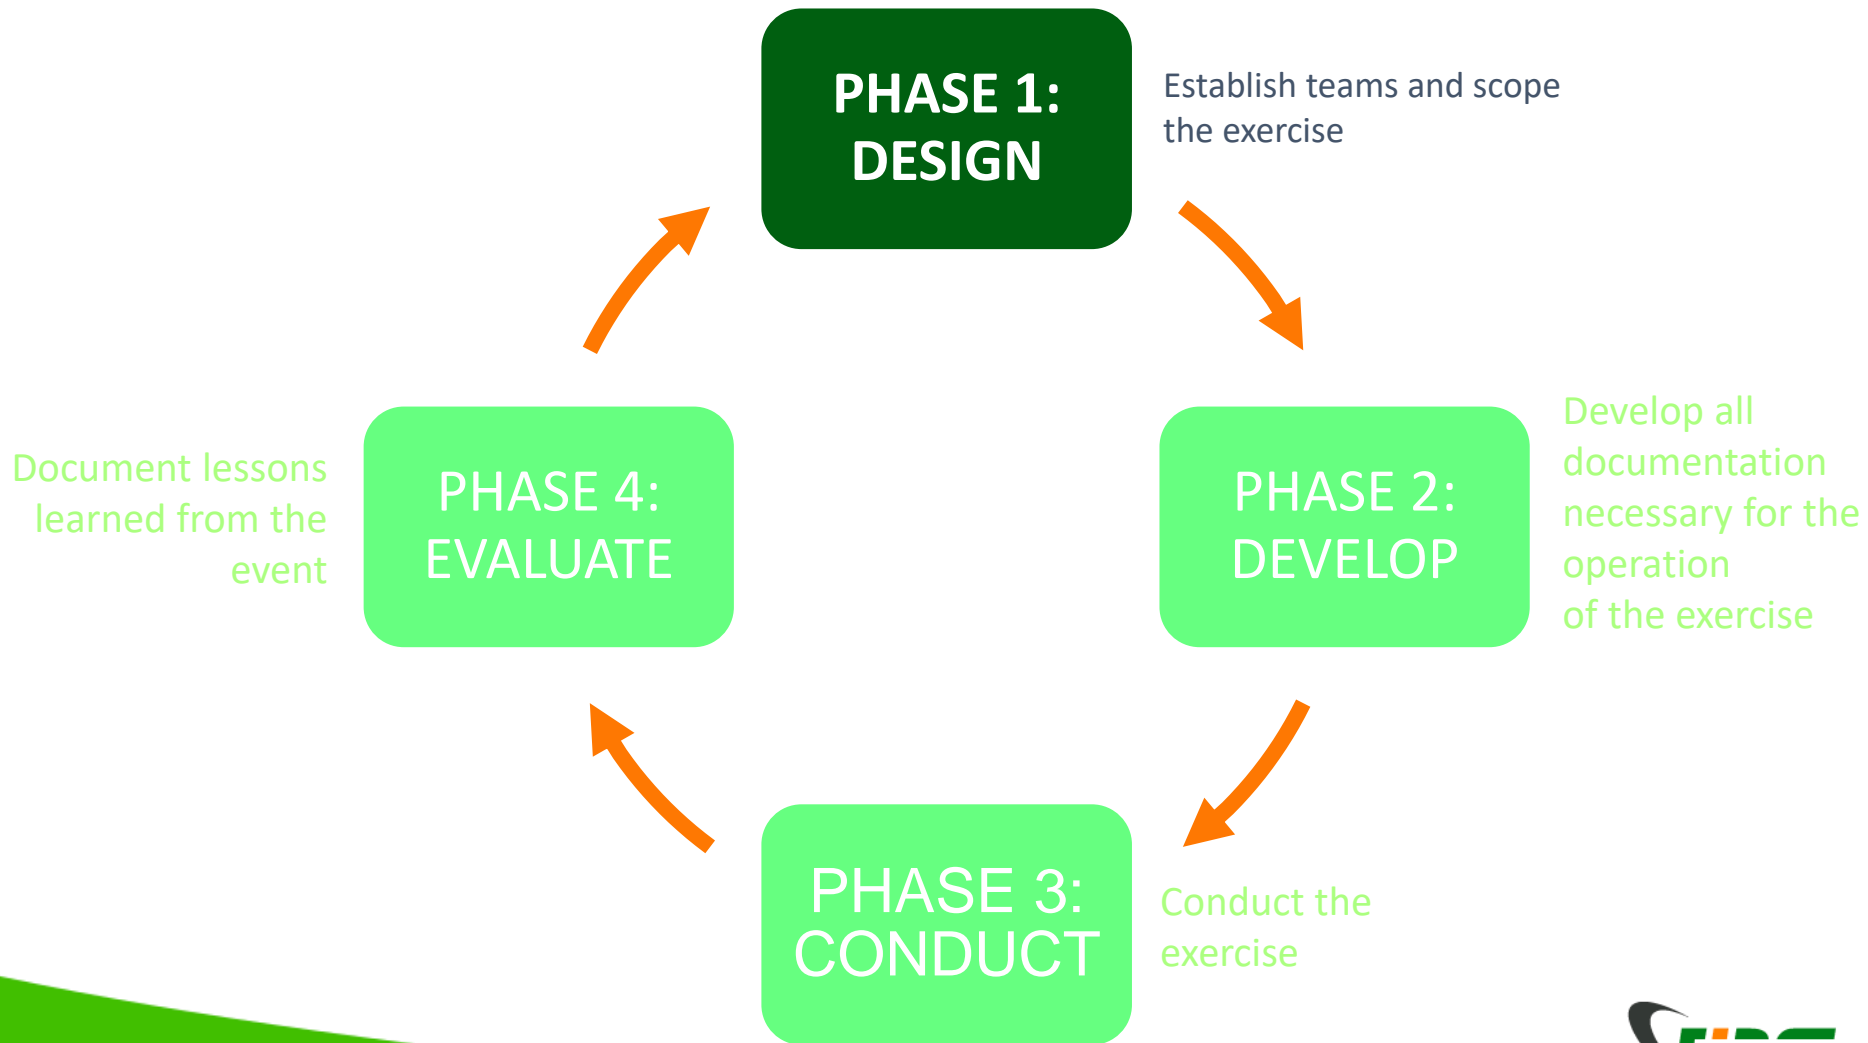 PHASE 1:
DESIGN
Establish teams and scope
the exercise
PHASE 2:
DEVELOP
Develop all
documentation
necessary for the
operation
of the exercise
PHASE 3:
CONDUCT
Conduct the
exercise
PHASE 4:
EVALUATE
Document lessons
learned from the
event